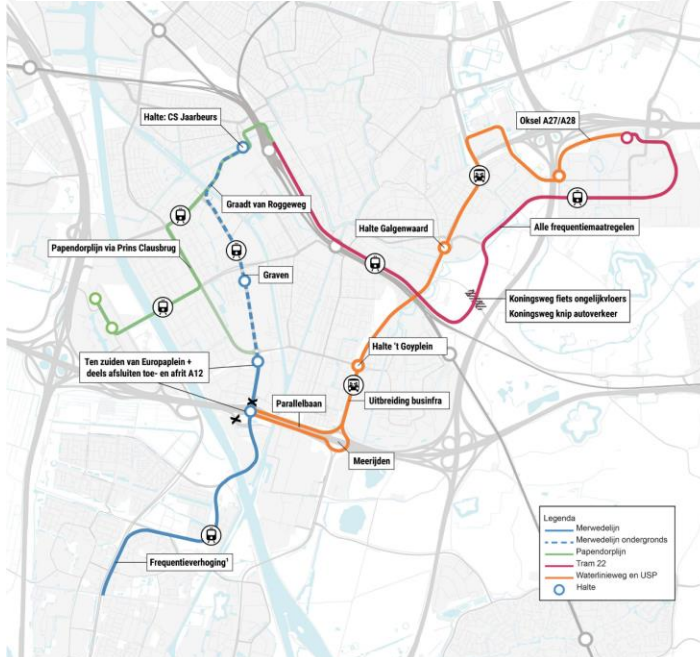 Oksel A27/A28
Halte: CS Jaarbeurs
Graadt van Roggeweg
Halte Galgenwaard
Alle frequentiemaatregelen
Papendorplijn via Prins Clausbrug
Graven
Koningsweg fiets ongelijkvloers
Koningsweg knip autoverkeer
Ten zuiden van Europaplein +
deels afsluiten toe- en afrit A12
Halte 't Goyplein
Parallelbaan
Uitbreiding businfra
Meerijden
Frequentieverhoging¹
Legenda
Merwedelijn
Merwedelijn ondergronds
Papendorplijn
Tram 22
Waterlinieweg en USP
Halte